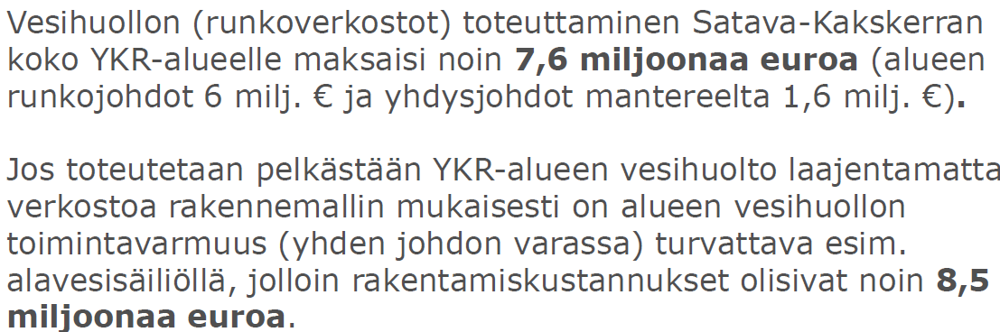 Vesihuollon (runkoverkostot) toteuttaminen Satava-Kakskerran
koko YKR-alueelle maksaisi noin 7,6 miljoonaa euroa (alueen
runkojohdot 6 milj. € ja yhdysjohdot mantereelta 1,6 milj. €).
Jos toteutetaan pelkästään YKR-alueen vesihuolto laajentamatta
verkostoa rakennemallin mukaisesti on alueen vesihuollon
toimintavarmuus (yhden johdon varassa) turvattava esim.
alavesisäiliöllä, jolloin rakentamiskustannukset olisivat noin 8,5
miljoonaa euroa.